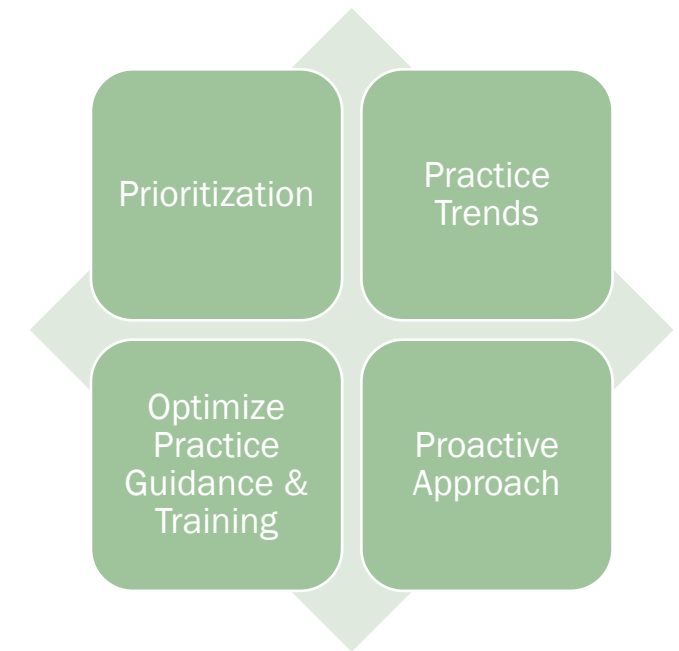 Prioritization
Practice
Trends
Optimize
Practice
Guidance &
Training
Proactive
Approach